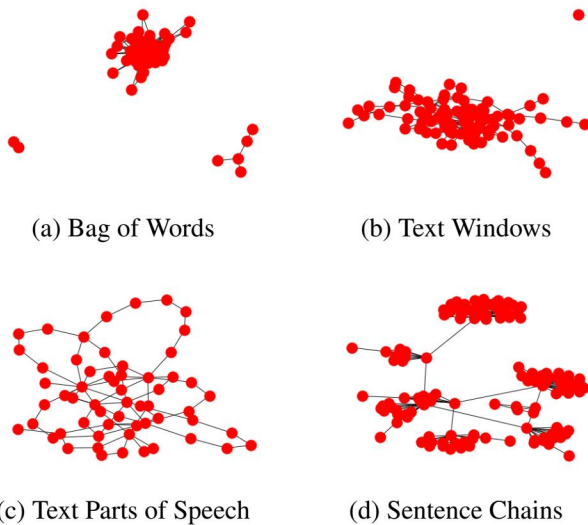 (a) Bag of Words
(b) Text Windows
(c) Text Parts of Speech
(d) Sentence Chains